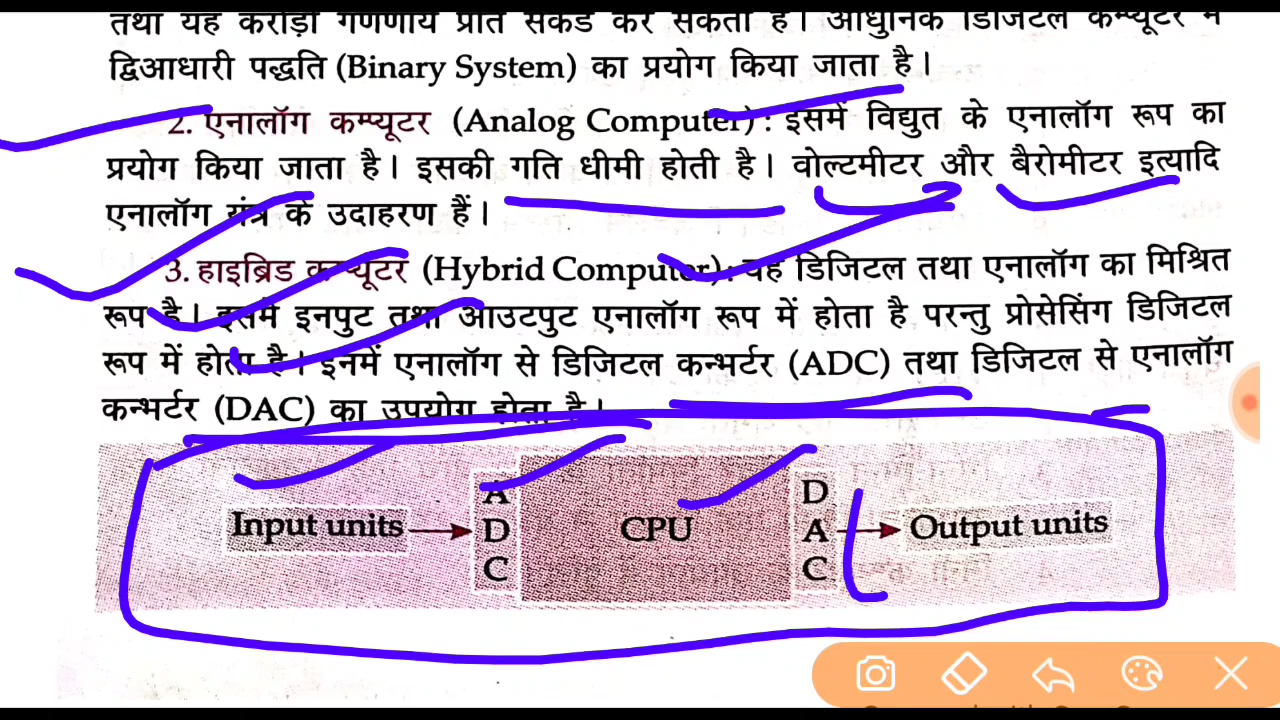 तथा यह करोड़ों गणणायें प्रति सेकेंड कर सकता है। आधुनिक डिजिटल कम्प्यूटर में
द्विआधारी पद्धति (Binary System) का प्रयोग किया जाता है।
2. एनालॉग कम्प्यूटर (Analog Computer) : इसमें विद्युत के एनालॉग रूप का
प्रयोग किया जाता है। इसकी गति धीमी होती है। वोल्टमीटर और बैरोमीटर इत्यादि
एनालॉग यंत्र के उदाहरण हैं।
3. हाइब्रिड कम्प्यूटर (Hybrid Computer) : यह डिजिटल तथा एनालॉग का मिश्रित
रूप है। इसमें इनपुट तथा आउटपुट एनालॉग रूप में होता है परन्तु प्रोसेसिंग डिजिटल
रूप में होता है। इनमें एनालॉग से डिजिटल कन्भर्टर (ADC) तथा डिजिटल से एनालॉग
कन्भर्टर (DAC) का उपयोग होता है।
Input units
A
D
C
CPU
D
A
C
Output units